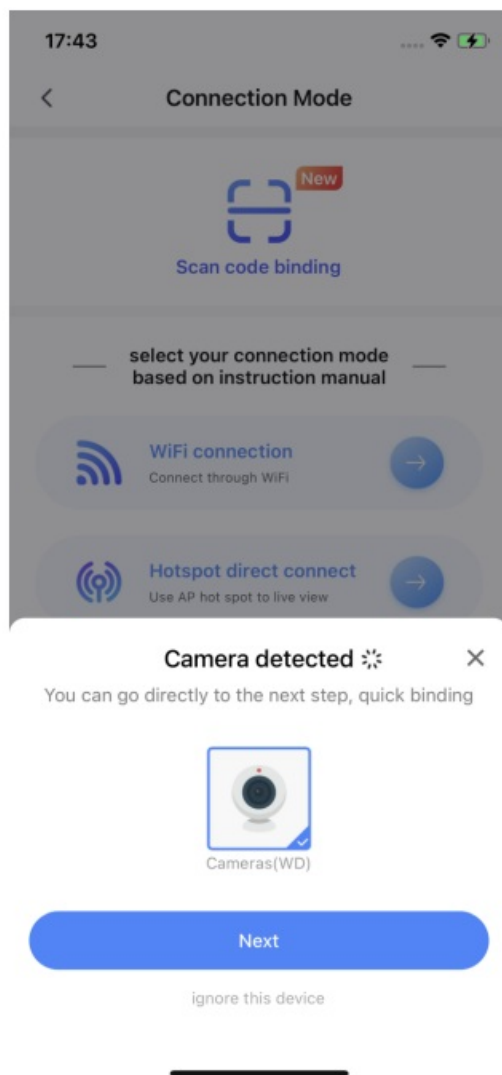 17:43
Connection Mode
New
Scan code binding
select your connection mode
based on instruction manual
WiFi connection
Connect through WiFi
Hotspot direct connect
Use AP hot spot to live view
Camera detected
You can go directly to the next step, quick binding
Cameras(WD)
Next
ignore this device